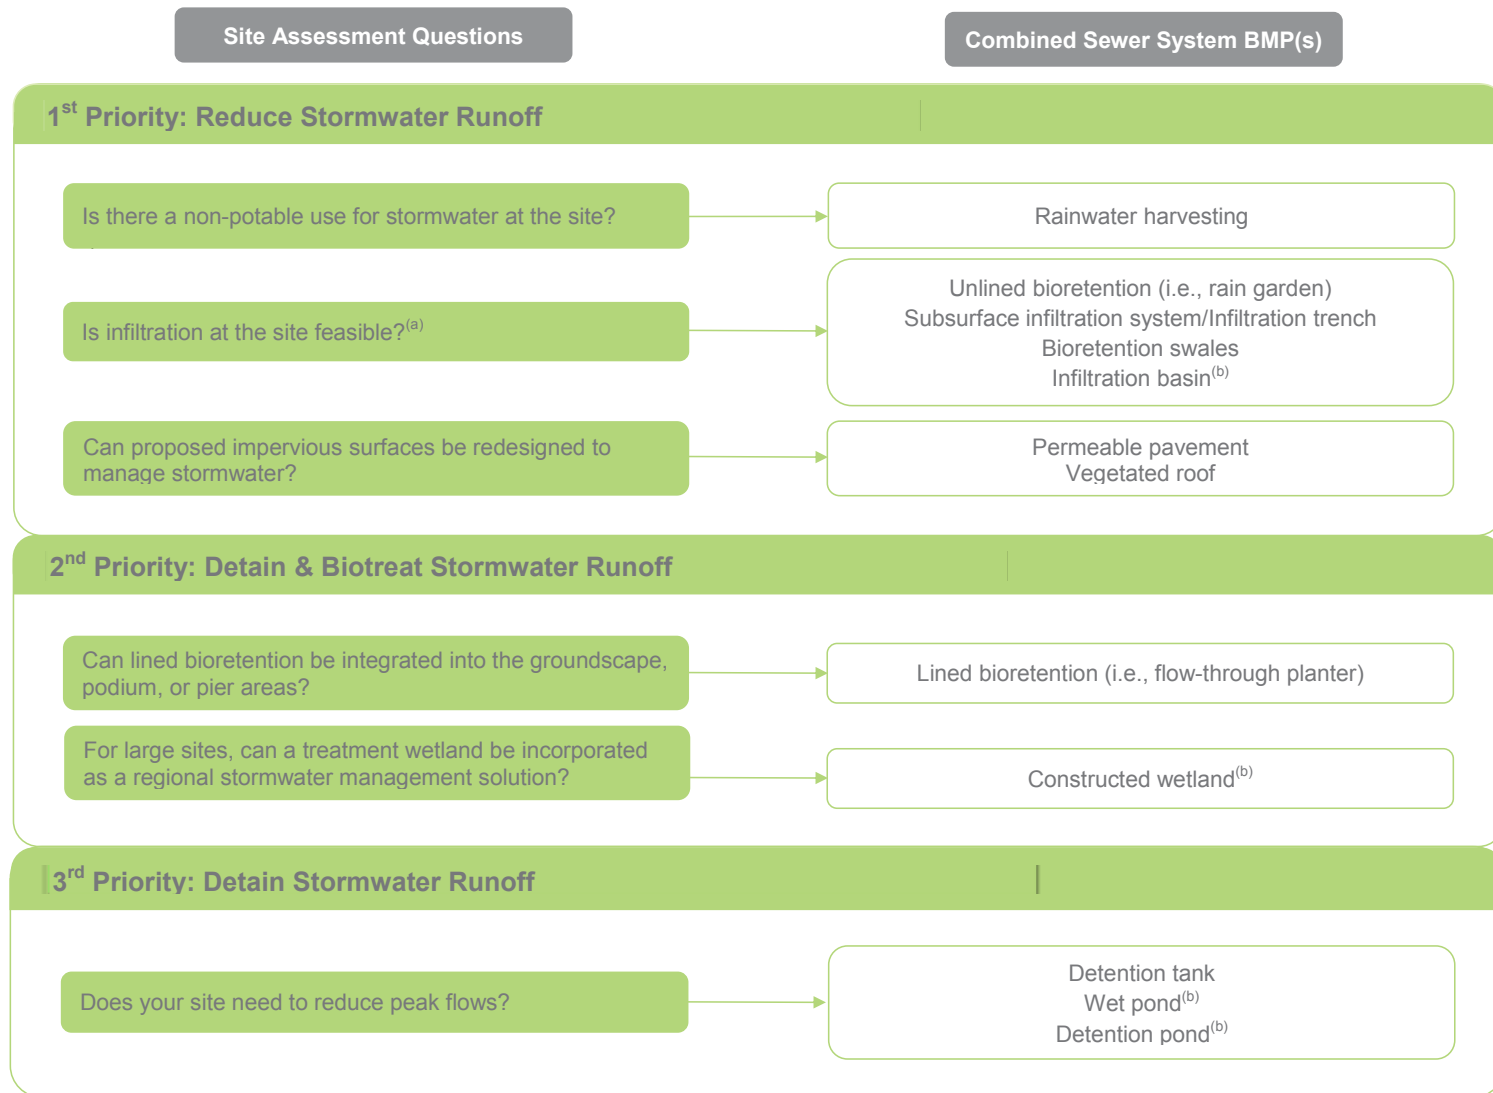 Site Assessment Questions
Combined Sewer System BMP(s)
1st Priority: Reduce Stormwater Runoff
Is there a non-potable use for stormwater at the site?
Rainwater harvesting
Is infiltration at the site feasible?(a)
Unlined bioretention (i.e., rain garden)
Subsurface infiltration system/Infiltration trench
Bioretention swales
Infiltration basin(b)
Can proposed impervious surfaces be redesigned to
manage stormwater?
Permeable pavement
Vegetated roof
2nd Priority: Detain & Biotreat Stormwater Runoff
Can lined bioretention be integrated into the groundscape,
podium, or pier areas?
Lined bioretention (i.e., flow-through planter)
For large sites, can a treatment wetland be incorporated
as a regional stormwater management solution?
Constructed wetland(b)
3rd Priority: Detain Stormwater Runoff
Does your site need to reduce peak flows?
Detention tank
Wet pond(b)
Detention pond(b)